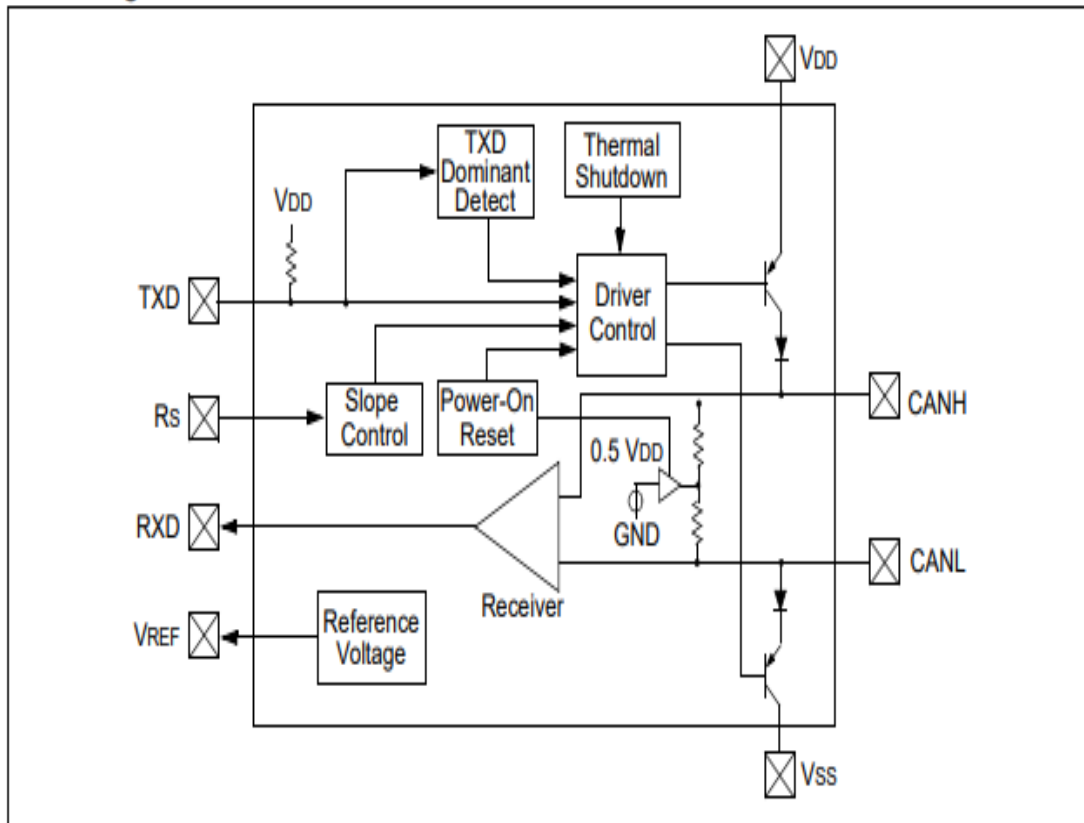 VDD
TXD
Dominant
Detect
Thermal
Shutdown
VDD
TXD
Driver
Control
RS
Slope
Control
Power-On
Reset
CANH
0.5 VDD
RXD
GND
CANL
Receiver
VREF
Reference
Voltage
VSS